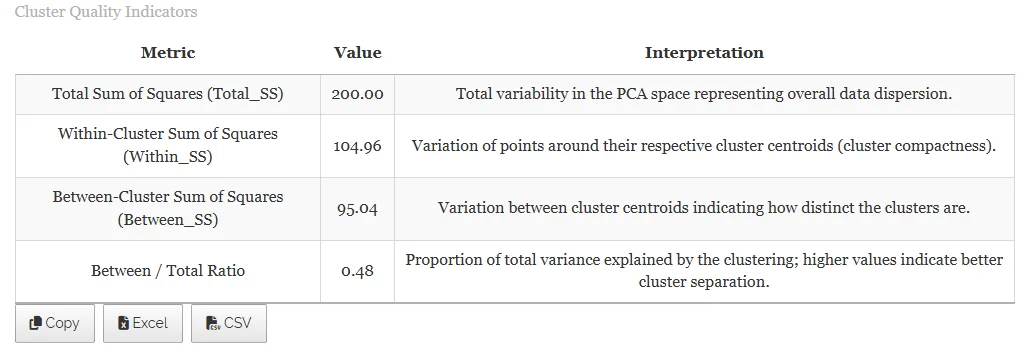 Cluster Quality Indicators
Metric Value Interpretation
Total Sum of Squares (Total_SS) 200.00 Total variability in the PCA space representing overall data dispersion.
Within-Cluster Sum of Squares
(Within_SS) 104.96 Variation of points around their respective cluster centroids (cluster compactness).
Between-Cluster Sum of Squares
(Between_SS) 95.04 Variation between cluster centroids indicating how distinct the clusters are.
Between / Total Ratio 0.48 Proportion of total variance explained by the clustering; higher values indicate better
cluster separation.
Copy Excel CSV